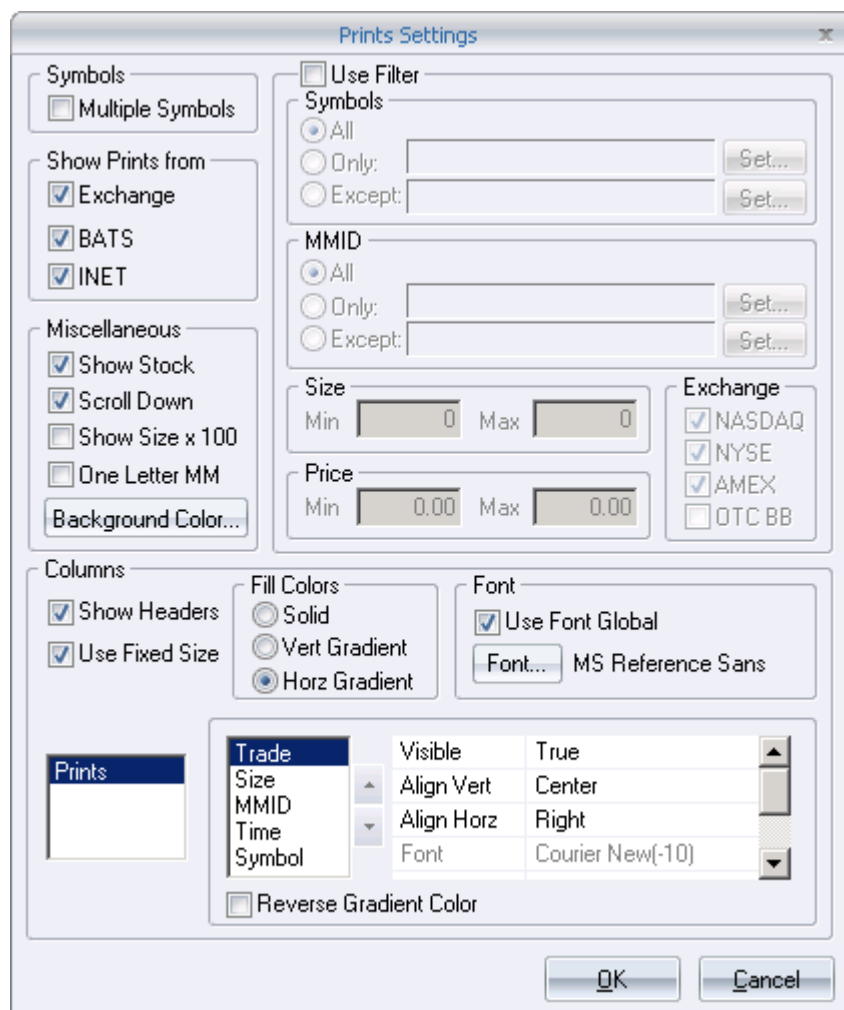 Prints Settings
x
Symbols
Multiple Symbols
Show Prints from
Exchange
BATS
INET
Miscellaneous
Show Stock
Scroll Down
Show Size x 100
One Letter MM
Background Color...
Use Filter
Symbols
All
Only: Set...
Except: Set...
MMID
All
Only: Set...
Except: Set...
Size
Min 0 Max 0
Price
Min 0.00 Max 0.00
Exchange
NASDAQ
NYSE
AMEX
OTC BB
Columns
Show Headers
Use Fixed Size
Fill Colors
Solid
Vert Gradient
Horz Gradient
Font
Use Font Global
Font... MS Reference Sans
Prints
Trade
Size
MMID
Time
Symbol
Visible True
Align Vert Center
Align Horz Right
Font Courier New(-10)
Reverse Gradient Color
OK Cancel